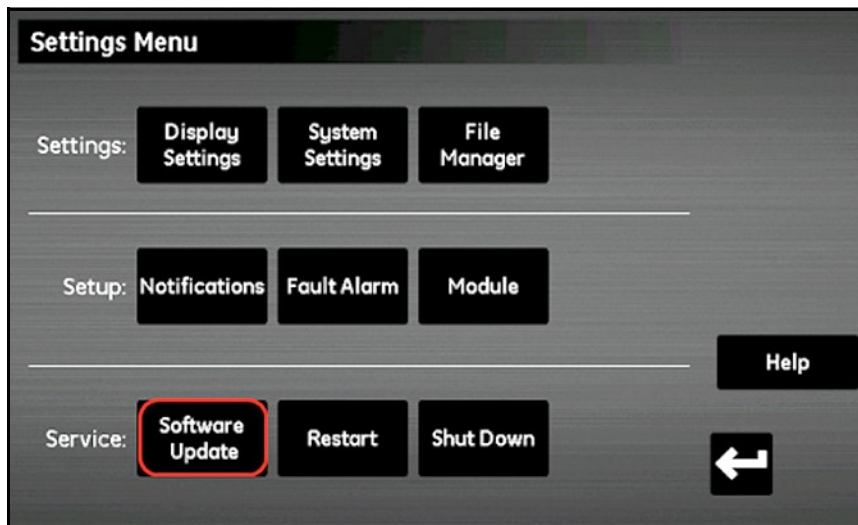 Settings Menu
Settings:
Display
Settings
System
Settings
File
Manager
Setup:
Notifications
Fault Alarm
Module
Help
Service:
Software
Update
Restart
Shut Down